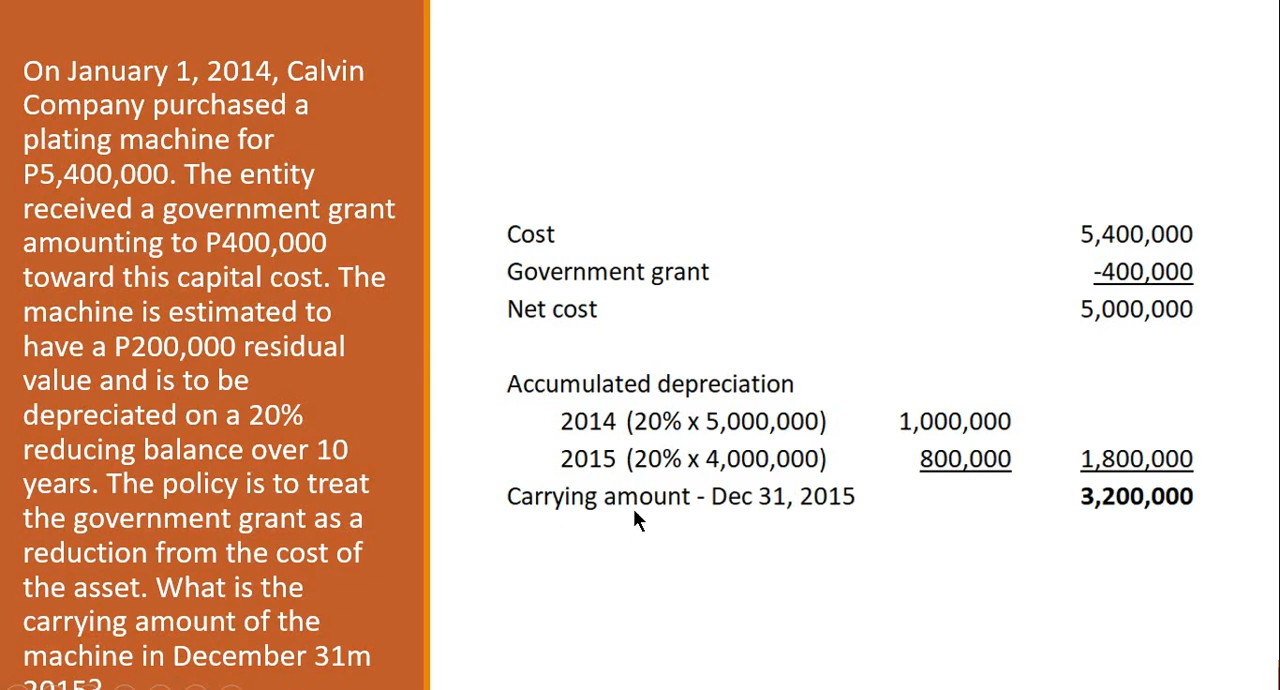 On January 1, 2014, Calvin
Company purchased a
plating machine for
P5,400,000. The entity
received a government grant
amounting to P400,000
toward this capital cost. The
machine is estimated to
have a P200,000 residual
value and is to be
depreciated on a 20%
reducing balance over 10
years. The policy is to treat
the government grant as a
reduction from the cost of
the asset. What is the
carrying amount of the
machine in December 31m
2015?
Cost 5,400,000
Government grant -400,000
Net cost 5,000,000
Accumulated depreciation
2014 (20% x 5,000,000) 1,000,000
2015 (20% x 4,000,000) 800,000 1,800,000
Carrying amount - Dec 31, 2015 3,200,000